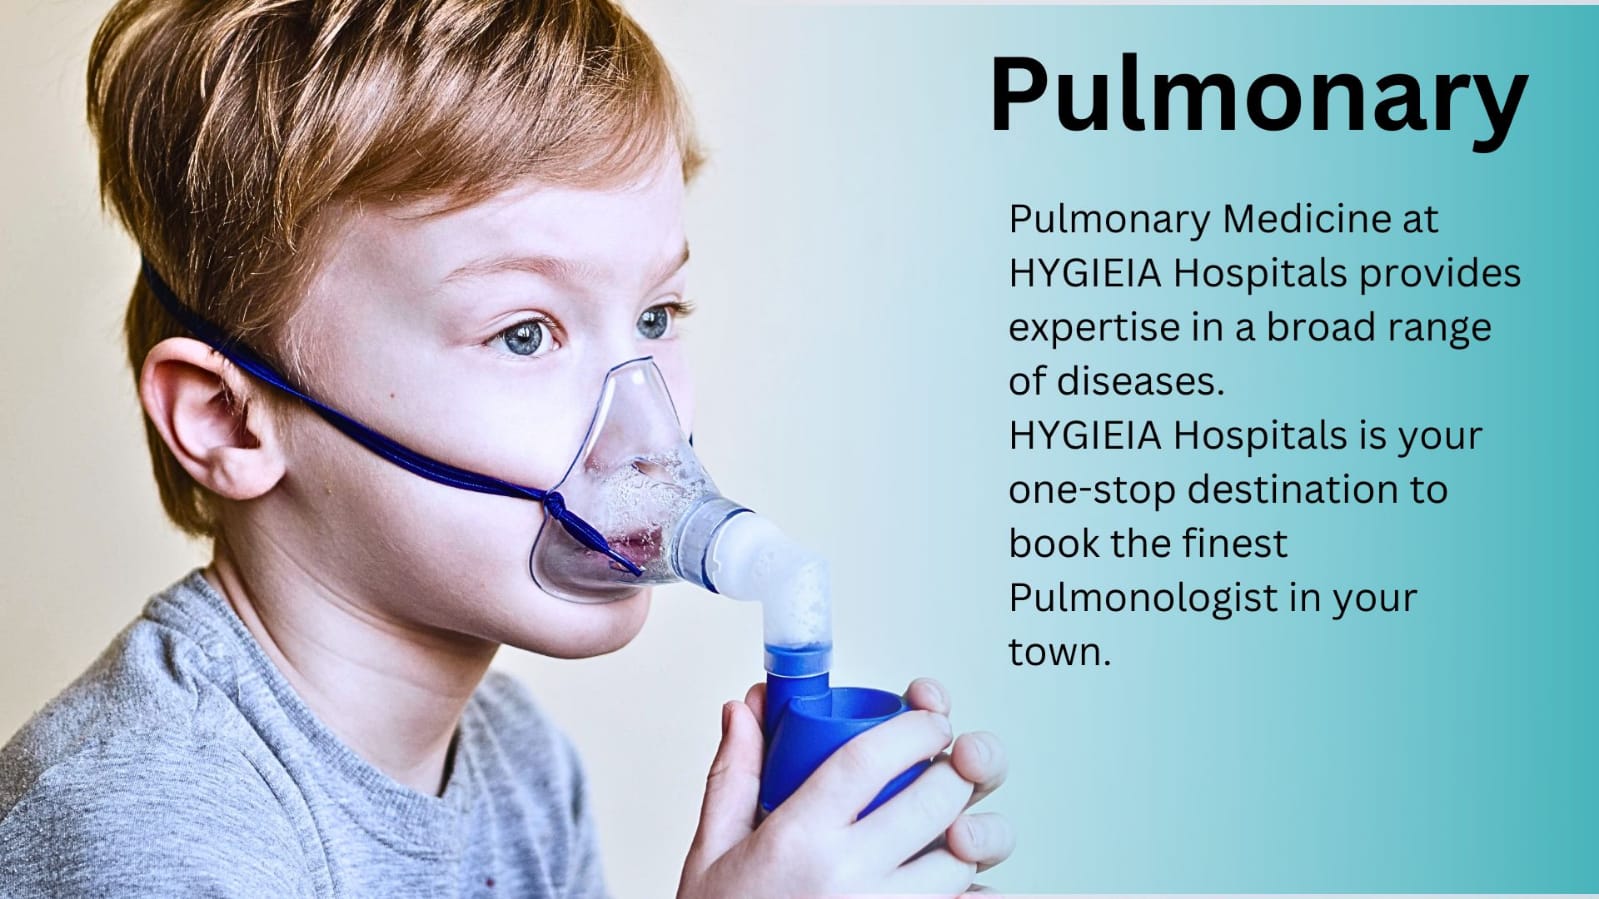 Pulmonary
Pulmonary Medicine at
HYGIEIA Hospitals provides
expertise in a broad range
of diseases.
HYGIEIA Hospitals is your
one-stop destination to
book the finest
Pulmonologist in your
town.